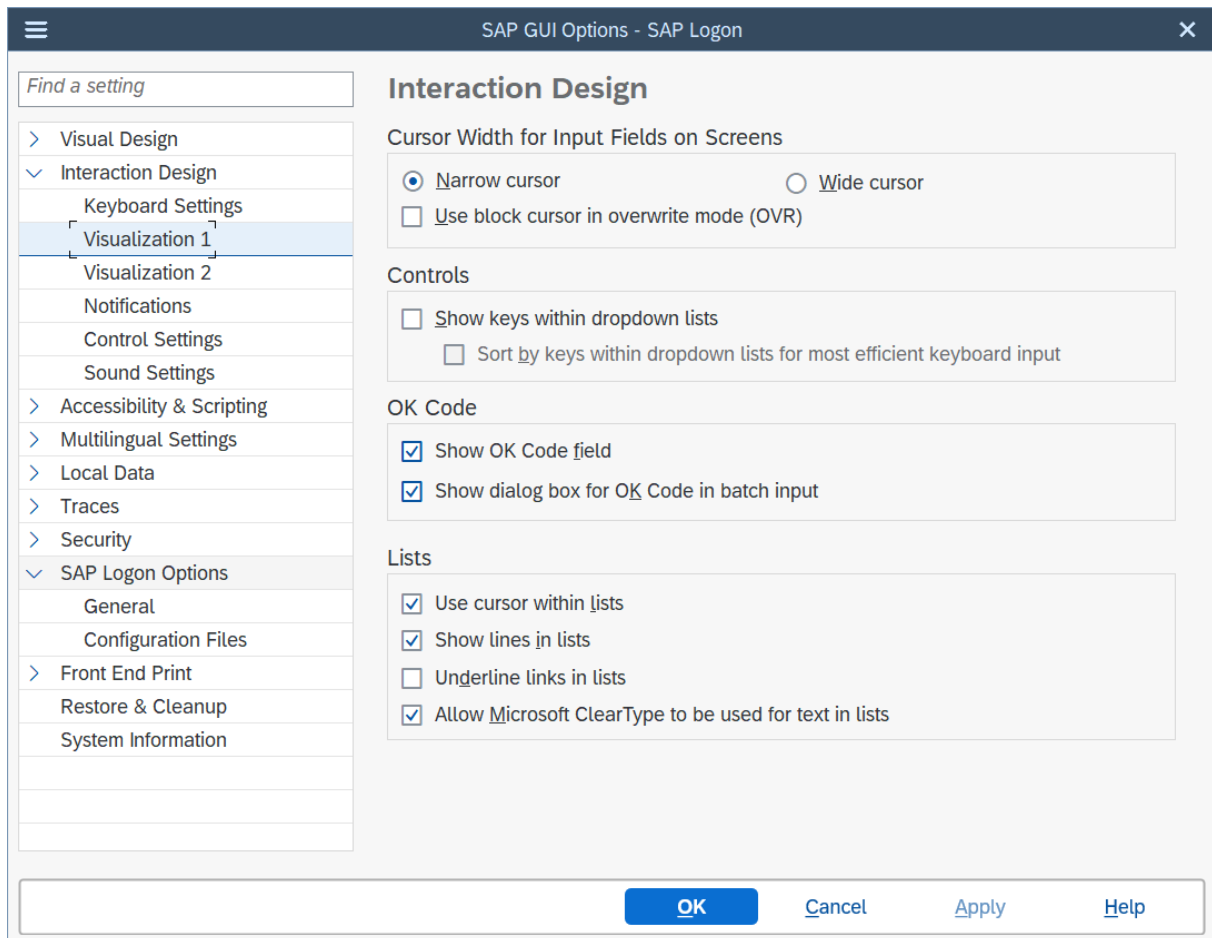 SAP GUI Options - SAP Logon
Find a setting
Visual Design
Interaction Design
Keyboard Settings
Visualization 1
Visualization 2
Notifications
Control Settings
Sound Settings
Accessibility & Scripting
Multilingual Settings
Local Data
Traces
Security
SAP Logon Options
General
Configuration Files
Front End Print
Restore & Cleanup
System Information
Interaction Design
Cursor Width for Input Fields on Screens
Narrow cursor Wide cursor
Use block cursor in overwrite mode (OVR)
Controls
Show keys within dropdown lists
Sort by keys within dropdown lists for most efficient keyboard input
OK Code
Show OK Code field
Show dialog box for OK Code in batch input
Lists
Use cursor within lists
Show lines in lists
Underline links in lists
Allow Microsoft ClearType to be used for text in lists
OK Cancel Apply Help